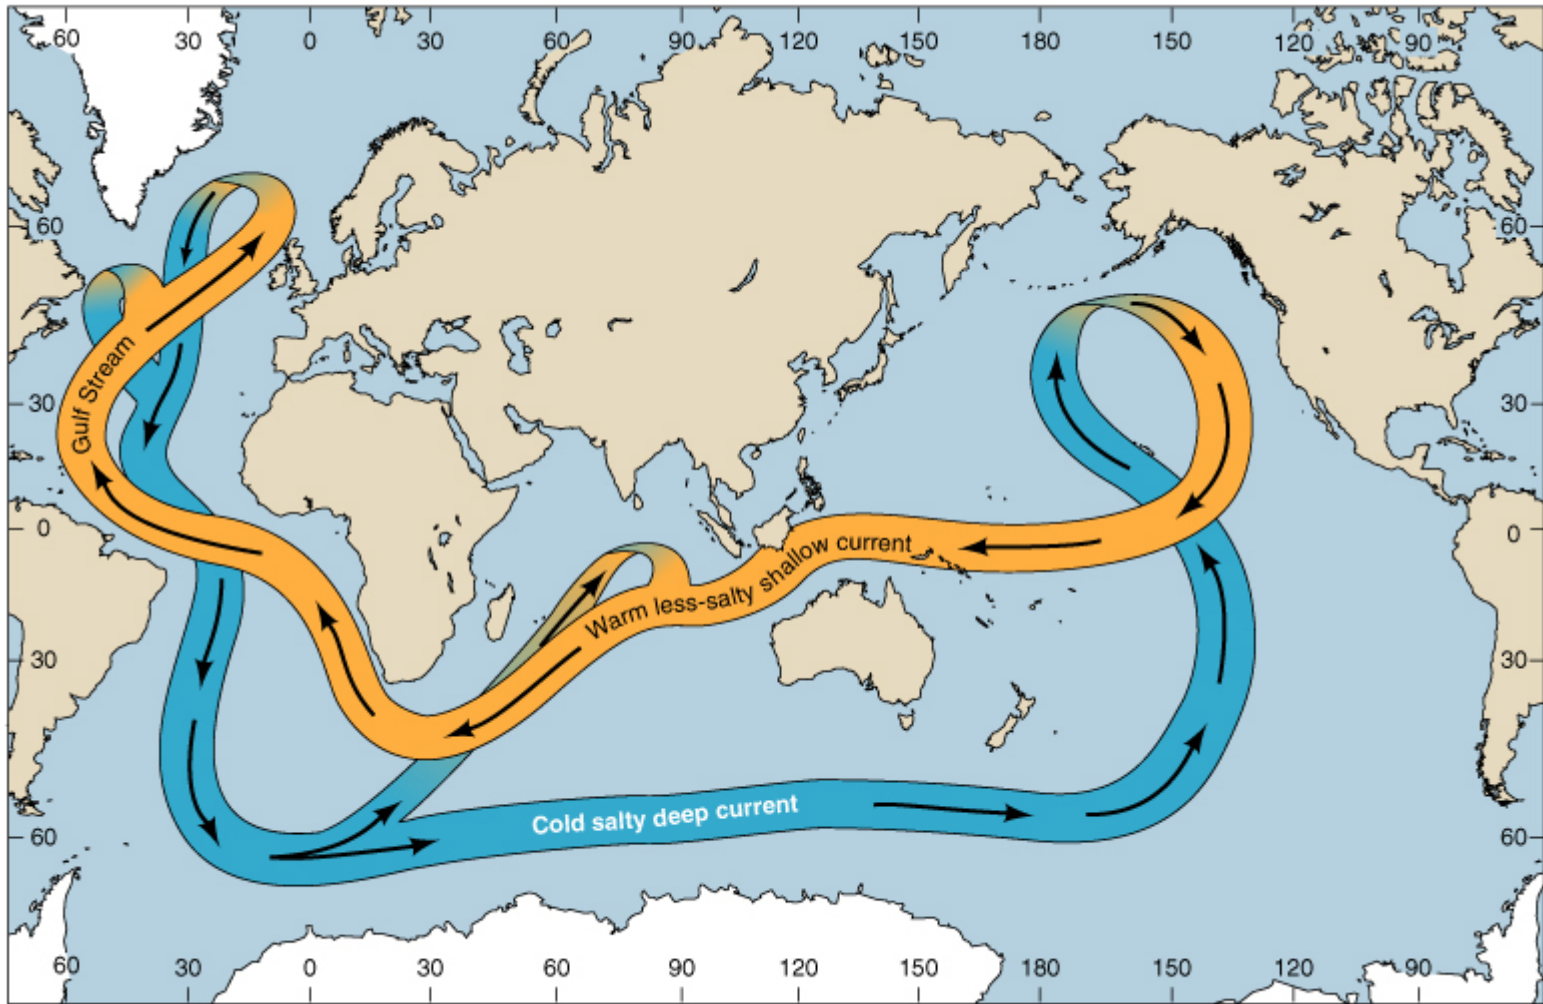 60 30 0 30 60 90 120 150 180 150 120 90
60 60
Gulf Stream
30 30
0 0
Warm less-salty shallow current
30 30
Cold salty deep current
60 60
60 30 0 30 60 90 120 150 180 150 120 90